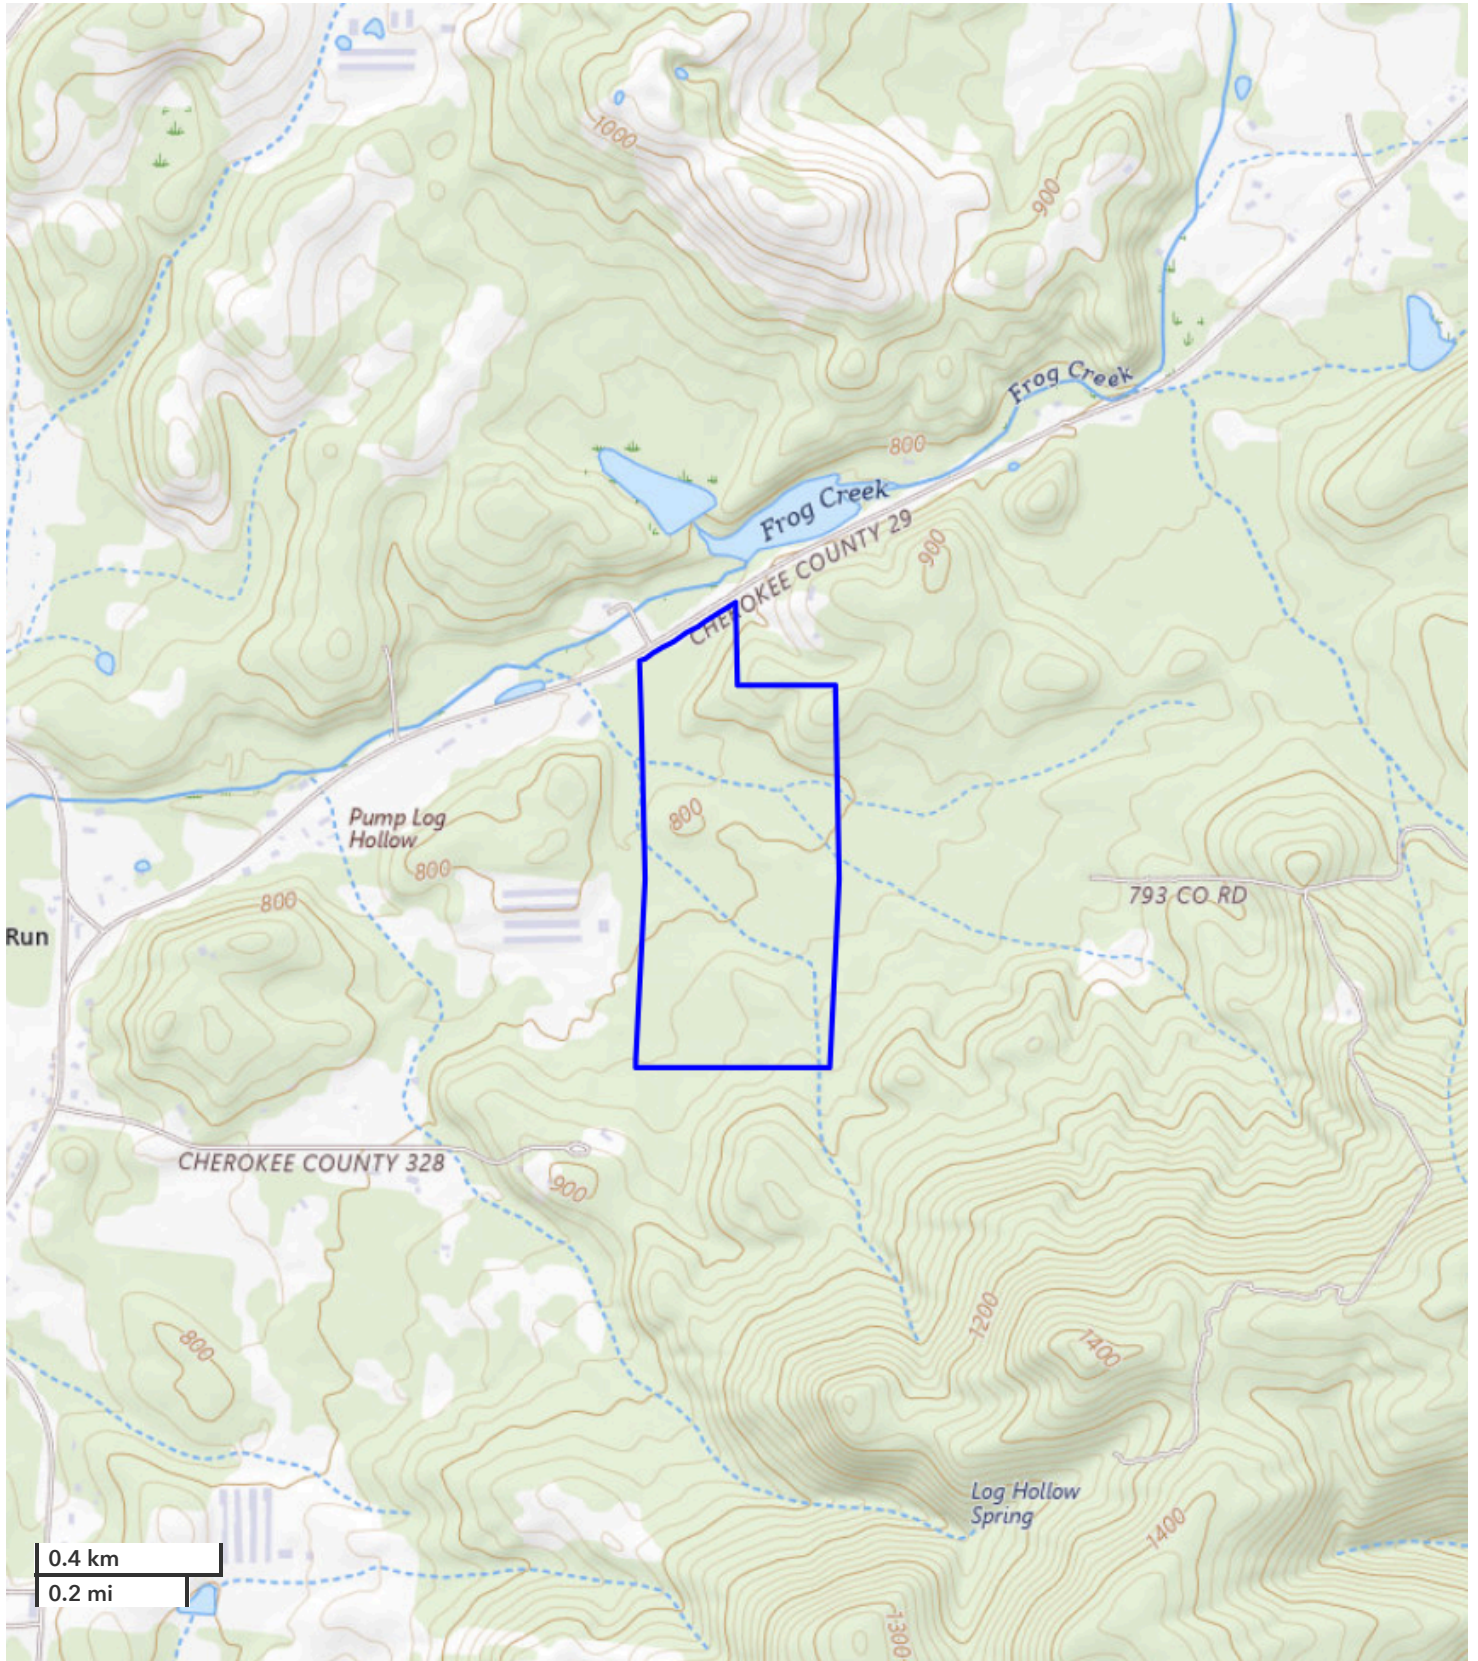 1000
900
Frog Creek
800
Frog Creek
CHEROKEE COUNTY 29
900
Pump Log
Hollow
800
800
800
793 CO RD
Run
CHEROKEE COUNTY 328
900
1200
1400
800
Log Hollow
Spring
1400
0.4 km
0.2 mi
1300